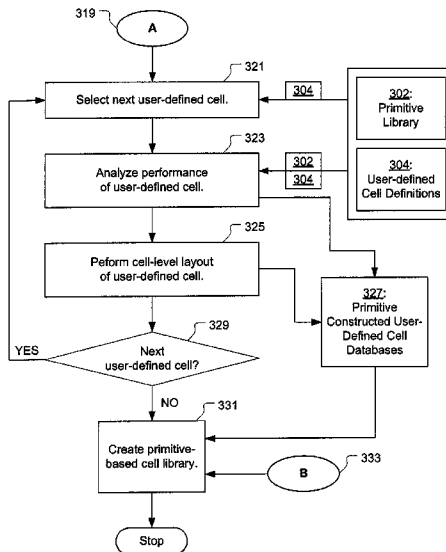 319
A
321
Select next user-defined cell.
304
302:
Primitive
Library
323
Analyze performance
of user-defined cell.
302
304
304:
User-defined
Cell Definitions
325
Peform cell-level layout
of user-defined cell.
327:
Primitive
Constructed User-
Defined Cell
Databases
329
YES
Next
user-defined cell?
NO
331
Create primitive-
based cell library.
B
333
Stop